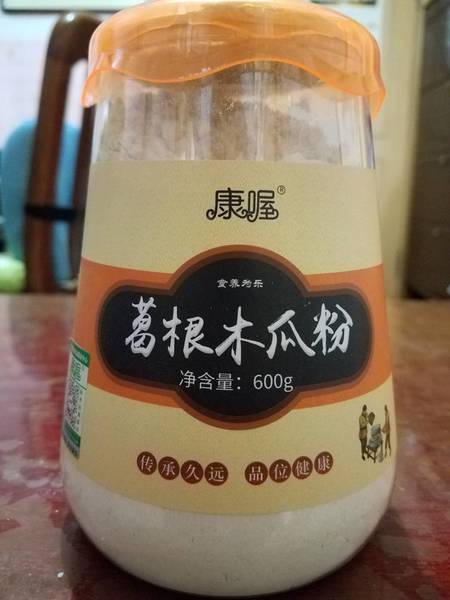 康喔®
食养为乐
葛根木瓜粉
净含量：600g
传承久远 品位健康